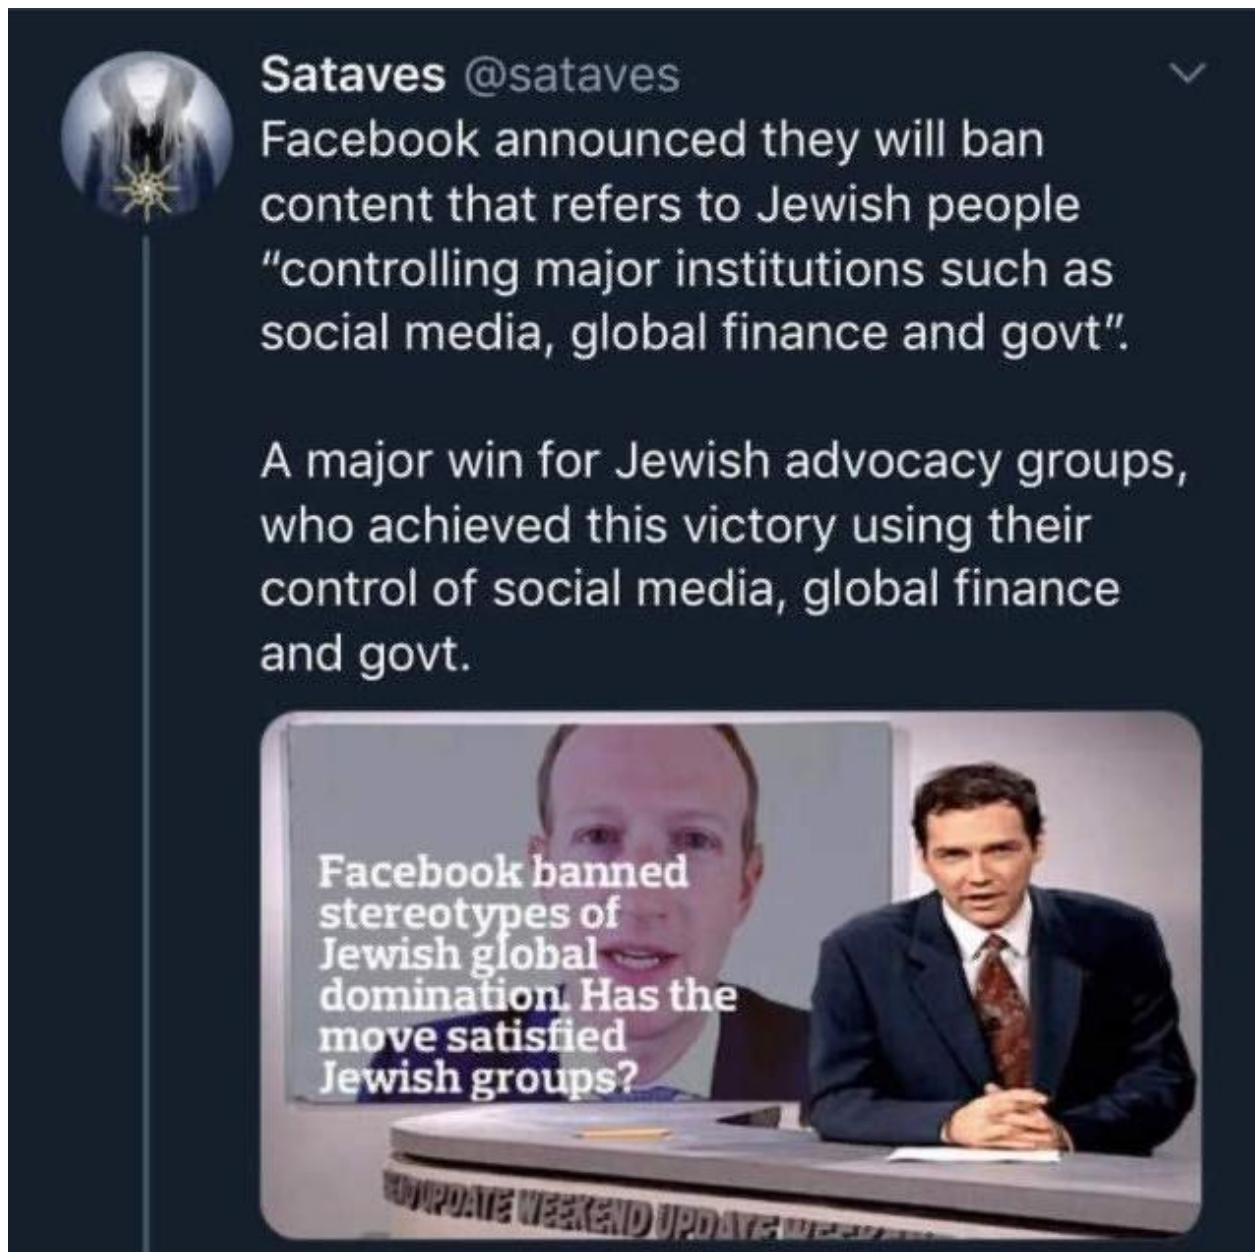 Sataves @sataves
Facebook announced they will ban
content that refers to Jewish people
"controlling major institutions such as
social media, global finance and govt".
A major win for Jewish advocacy groups,
who achieved this victory using their
control of social media, global finance
and govt.
Facebook banned
stereotypes of
Jewish global
domination. Has the
move satisfied
Jewish groups?
UPDATE WEEKEND UPDATE